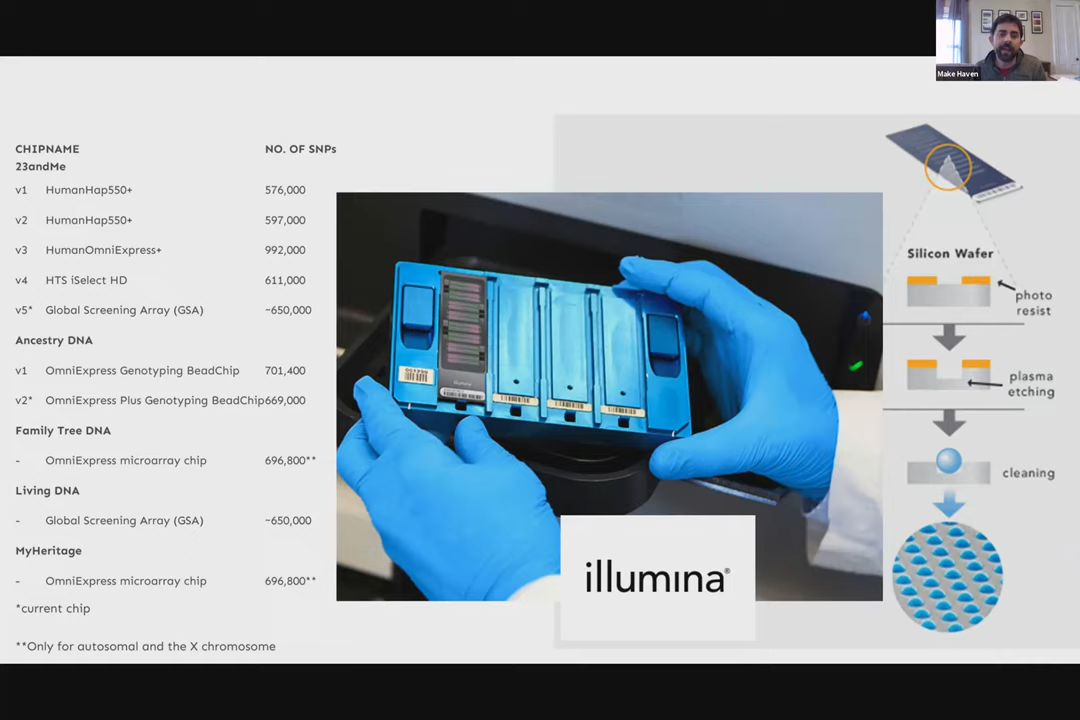 Make Haven
CHIPNAME NO. OF SNPs
23andMe
v1 HumanHap550+ 576,000
v2 HumanHap550+ 597,000
v3 HumanOmniExpress+ 992,000
v4 HTS iSelect HD 611,000
v5* Global Screening Array (GSA) ~650,000
Ancestry DNA
v1 OmniExpress Genotyping BeadChip 701,400
v2* OmniExpress Plus Genotyping BeadChip 669,000
Family Tree DNA
- OmniExpress microarray chip 696,800**
Living DNA
- Global Screening Array (GSA) ~650,000
MyHeritage
- OmniExpress microarray chip 696,800**
*current chip
**Only for autosomal and the X chromosome
illumina®
Silicon Wafer
photo
resist
plasma
etching
cleaning